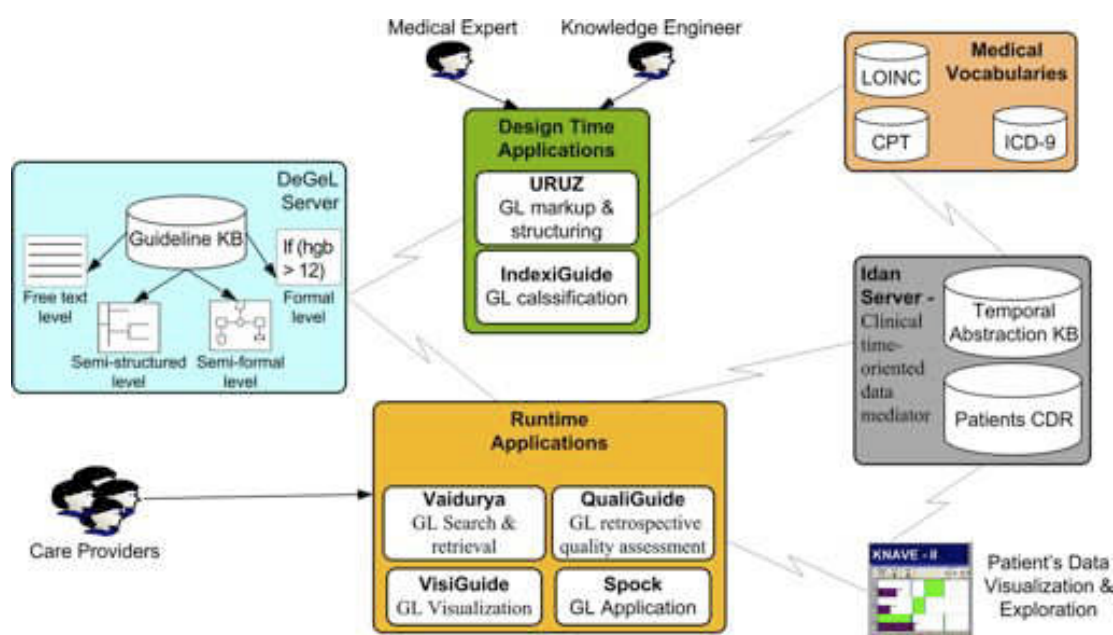 Medical Expert
Knowledge Engineer
Design Time
Applications
URUZ
GL markup &
structuring
IndexiGuide
GL calssification
Medical
Vocabularies
LOINC
CPT
ICD-9
DeGeL
Server
Guideline KB
If (hgb
> 12)
Free text
level
Formal
level
Semi-structured
level
Semi-formal
level
Idan
Server -
Clinical
time-
oriented
data
mediator
Temporal
Abstraction KB
Patients CDR
Runtime
Applications
Vaidurya
GL Search &
retrieval
QualiGuide
GL retrospective
quality assessment
VisiGuide
GL Visualization
Spock
GL Application
Care Providers
KNAVE - II
Patient's Data
Visualization &
Exploration